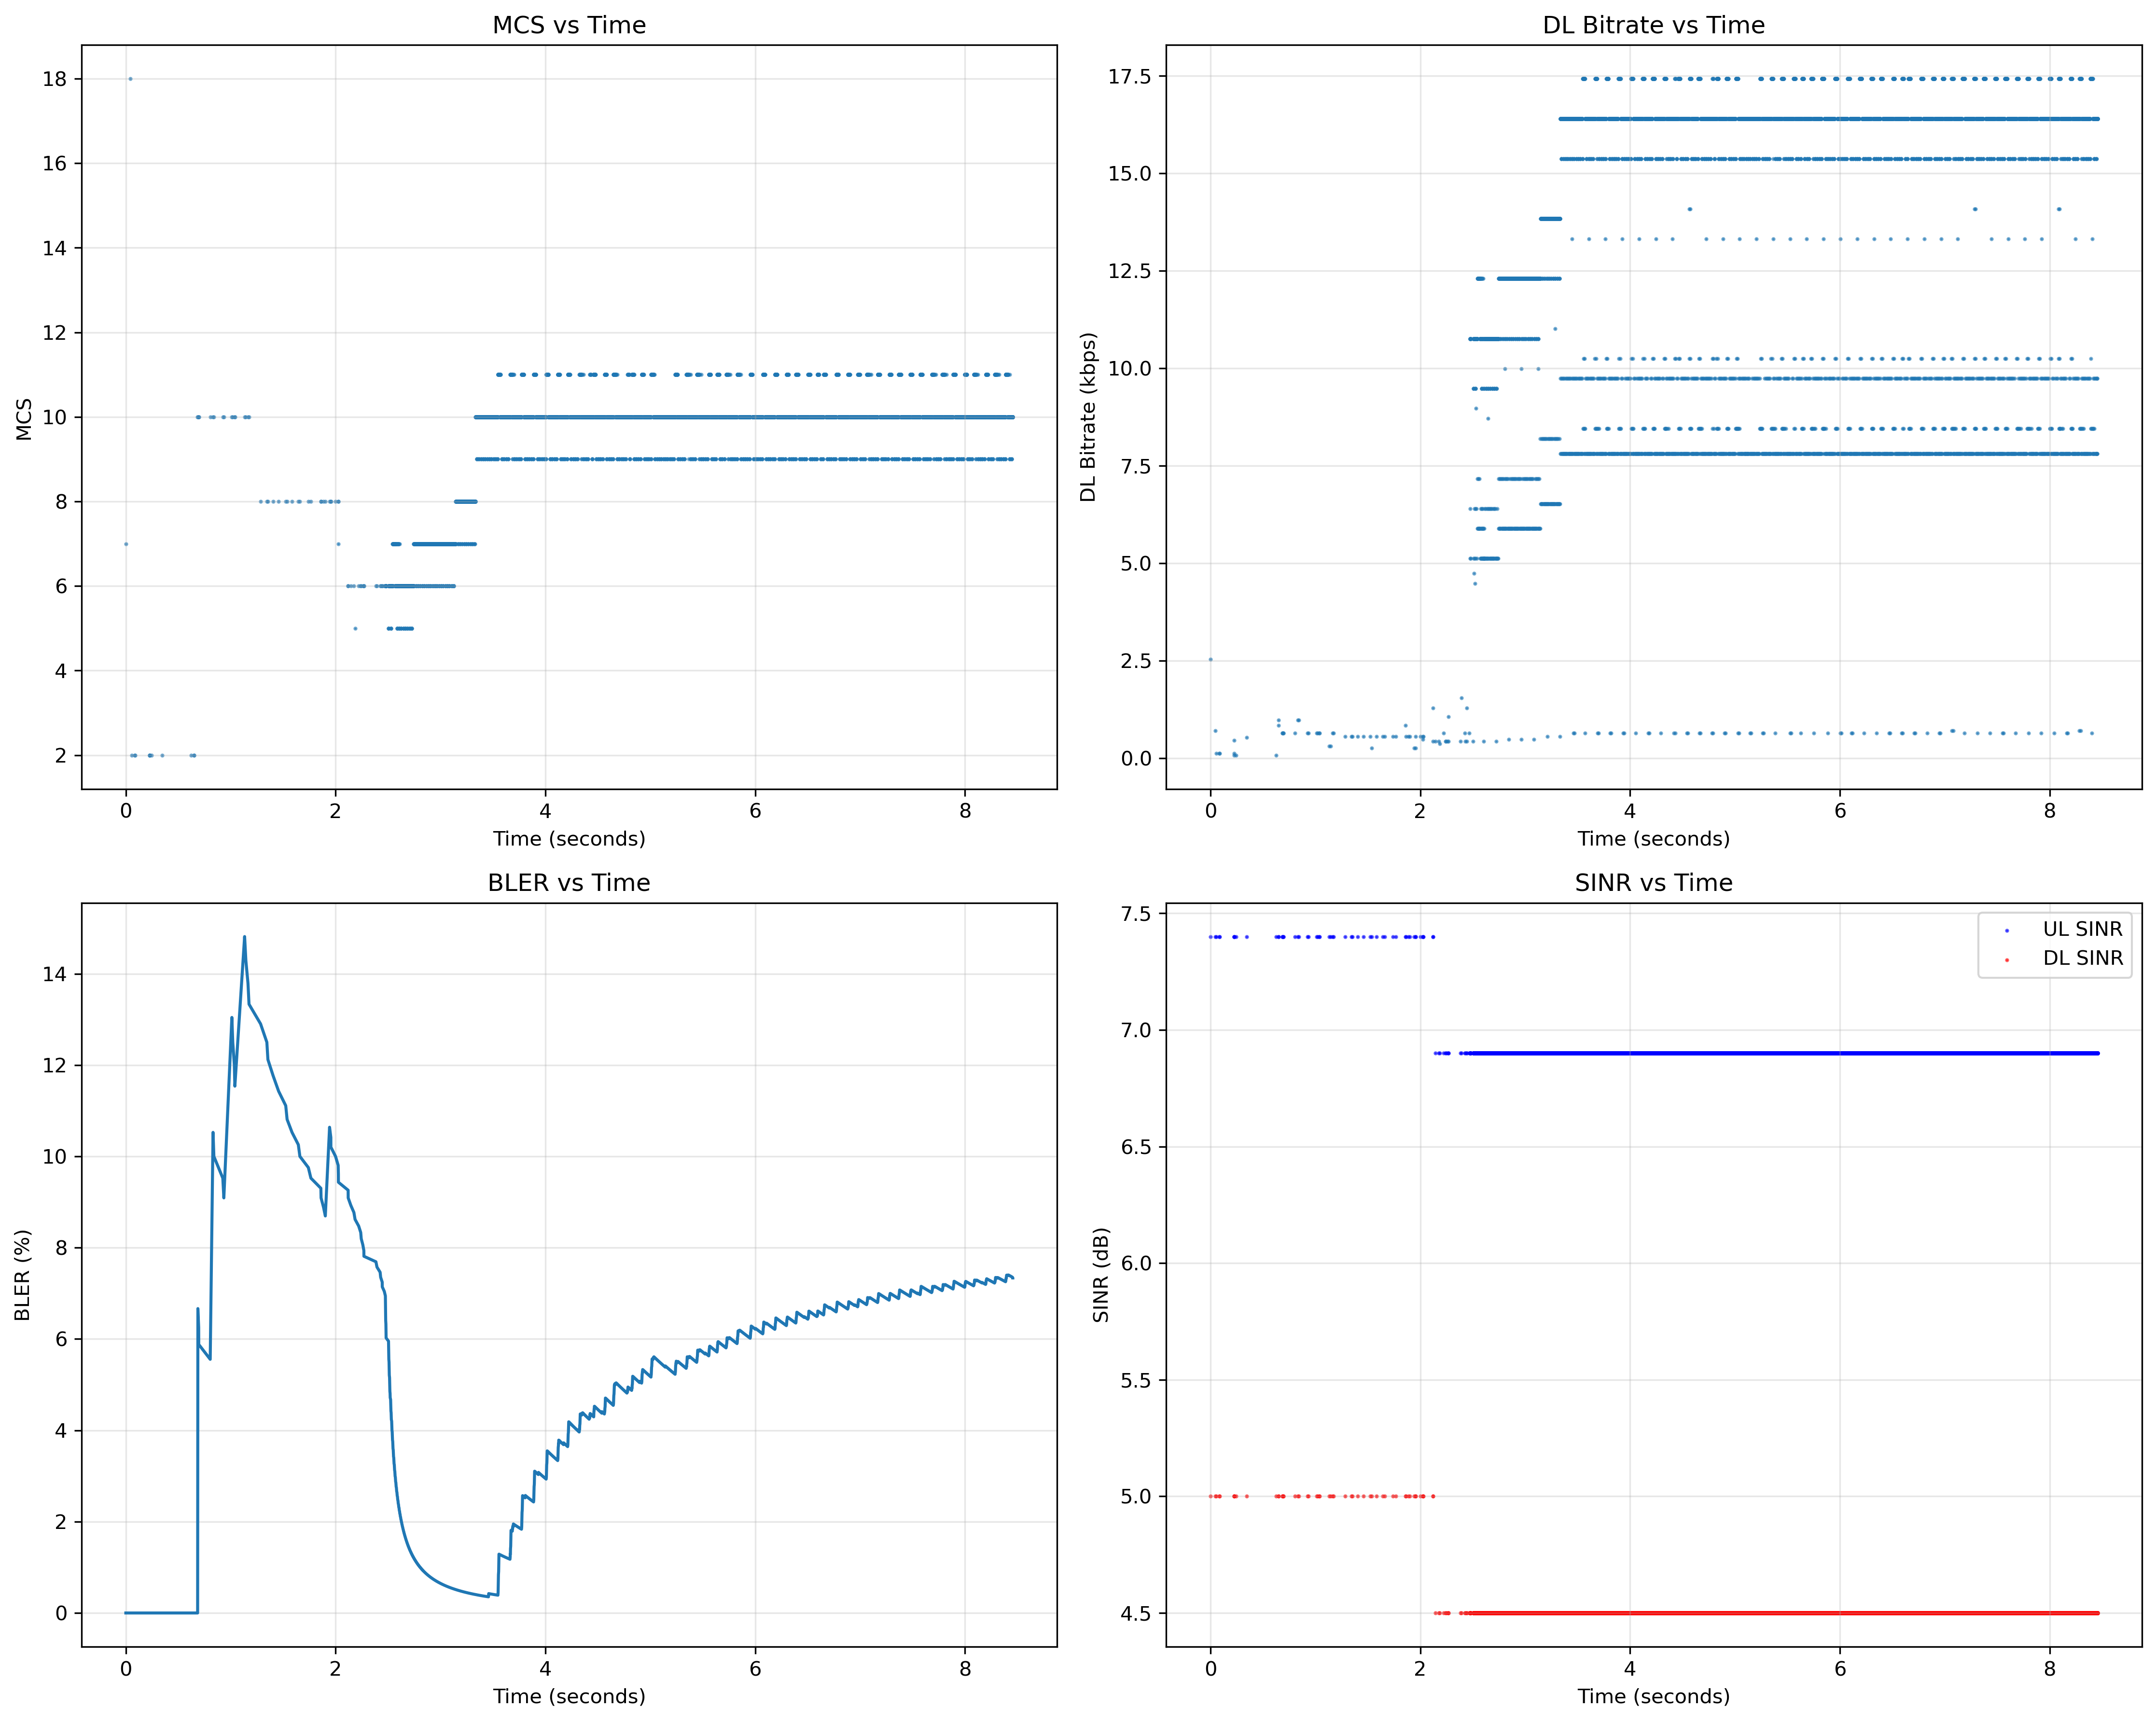 MCS vs Time
18
16
14
12
10
8
6
4
2
MCS
0 2 4 6 8
Time (seconds)
DL Bitrate vs Time
17.5
15.0
12.5
10.0
7.5
5.0
2.5
0.0
DL Bitrate (kbps)
0 2 4 6 8
Time (seconds)
BLER vs Time
14
12
10
8
6
4
2
0
BLER (%)
0 2 4 6 8
Time (seconds)
SINR vs Time
UL SINR
DL SINR
7.5
7.0
6.5
6.0
5.5
5.0
4.5
SINR (dB)
0 2 4 6 8
Time (seconds)